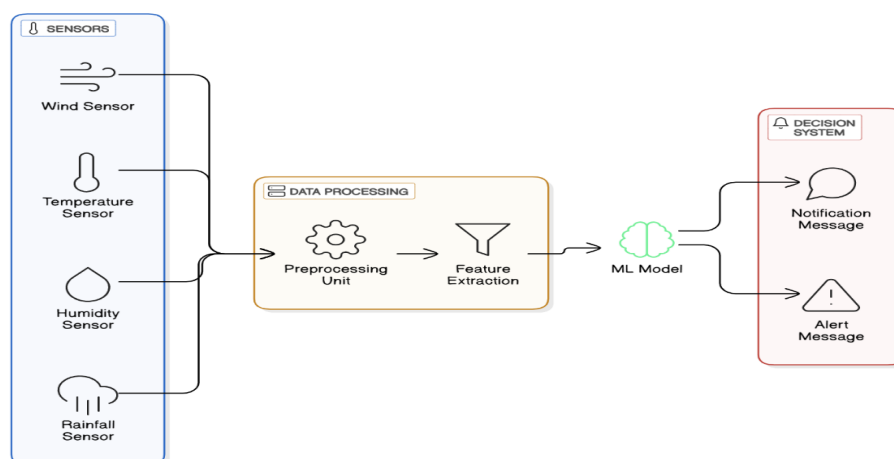 SENSORS
Wind Sensor
Temperature
Sensor
Humidity
Sensor
Rainfall
Sensor
DATA PROCESSING
Preprocessing
Unit
Feature
Extraction
ML Model
DECISION
SYSTEM
Notification
Message
Alert
Message